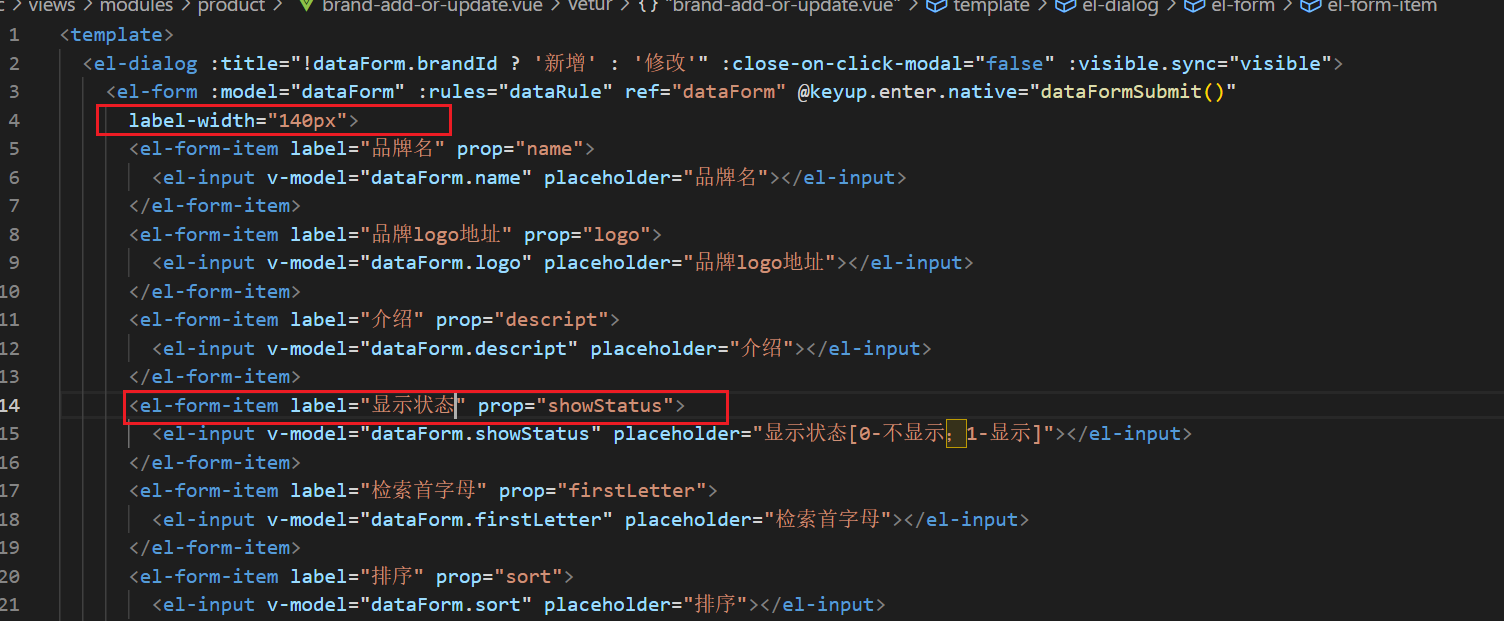 views > modules > product > brand-add-or-update.vue > Vetur > {} "brand-add-or-update.vue" > template > el-dialog > el-form > el-form-item
1 <template>
2 <el-dialog :title="!dataForm.brandId ? '新增' : '修改'" :close-on-click-modal="false" :visible.sync="visible">
3 <el-form :model="dataForm" :rules="dataRule" ref="dataForm" @keyup.enter.native="dataFormSubmit()"
4 label-width="140px">
5 <el-form-item label="品牌名" prop="name">
6 <el-input v-model="dataForm.name" placeholder="品牌名"></el-input>
7 </el-form-item>
8 <el-form-item label="品牌logo地址" prop="logo">
9 <el-input v-model="dataForm.logo" placeholder="品牌logo地址"></el-input>
10 </el-form-item>
11 <el-form-item label="介绍" prop="descript">
12 <el-input v-model="dataForm.descript" placeholder="介绍"></el-input>
13 </el-form-item>
14 <el-form-item label="显示状态" prop="showStatus">
15 <el-input v-model="dataForm.showStatus" placeholder="显示状态[0-不显示；1-显示]"></el-input>
16 </el-form-item>
17 <el-form-item label="检索首字母" prop="firstLetter">
18 <el-input v-model="dataForm.firstLetter" placeholder="检索首字母"></el-input>
19 </el-form-item>
20 <el-form-item label="排序" prop="sort">
21 <el-input v-model="dataForm.sort" placeholder="排序"></el-input>